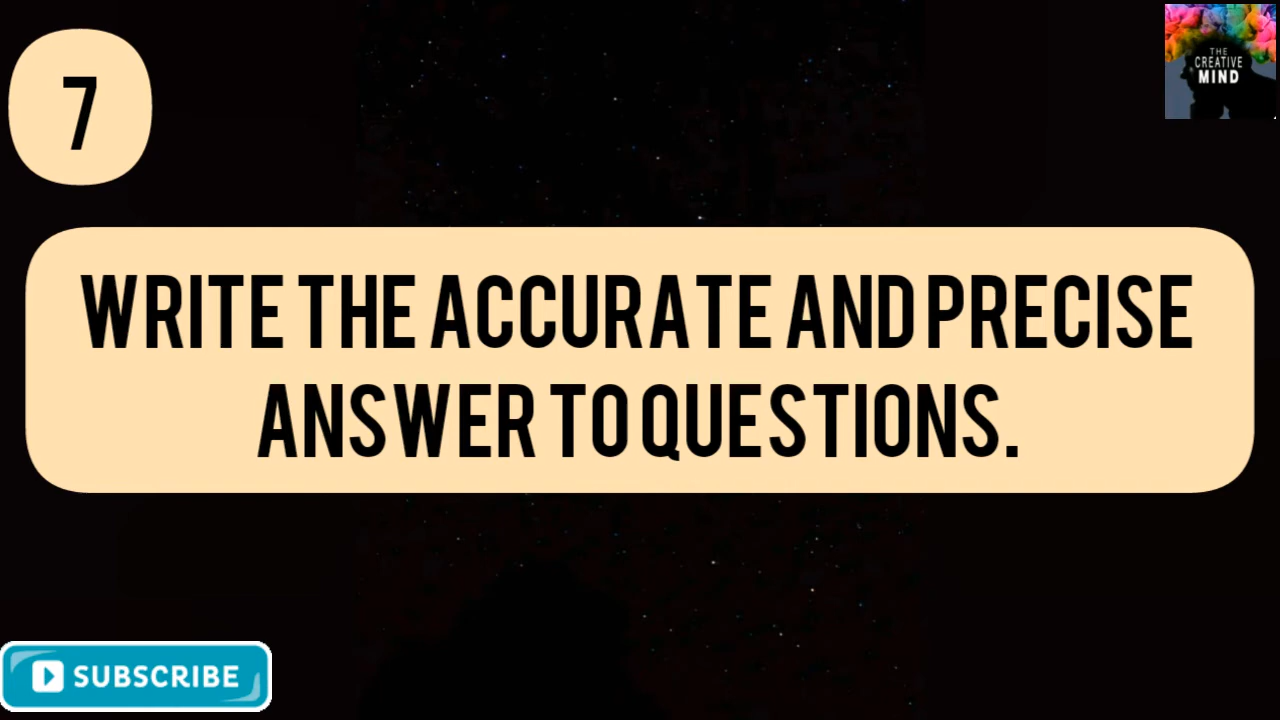 7
THE
CREATIVE
MIND
WRITE THE ACCURATE AND PRECISE
ANSWER TO QUESTIONS.
SUBSCRIBE